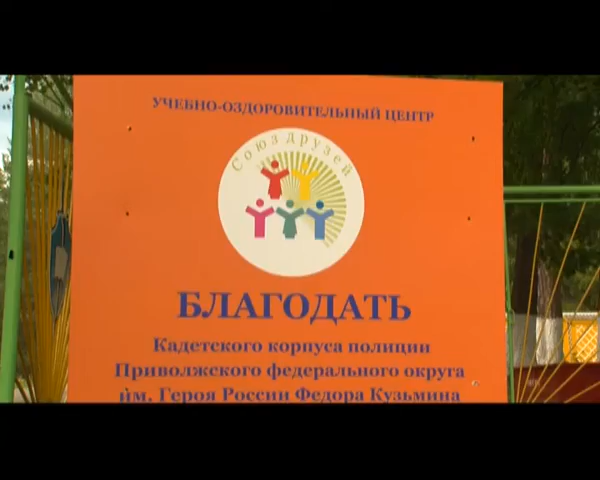 УЧЕБНО-ОЗДОРОВИТЕЛЬНЫЙ ЦЕНТР
Союз друзей
БЛАГОДАТЬ
Кадетского корпуса полиции
Приволжского федерального округа
им. Героя России Федора Кузьмина